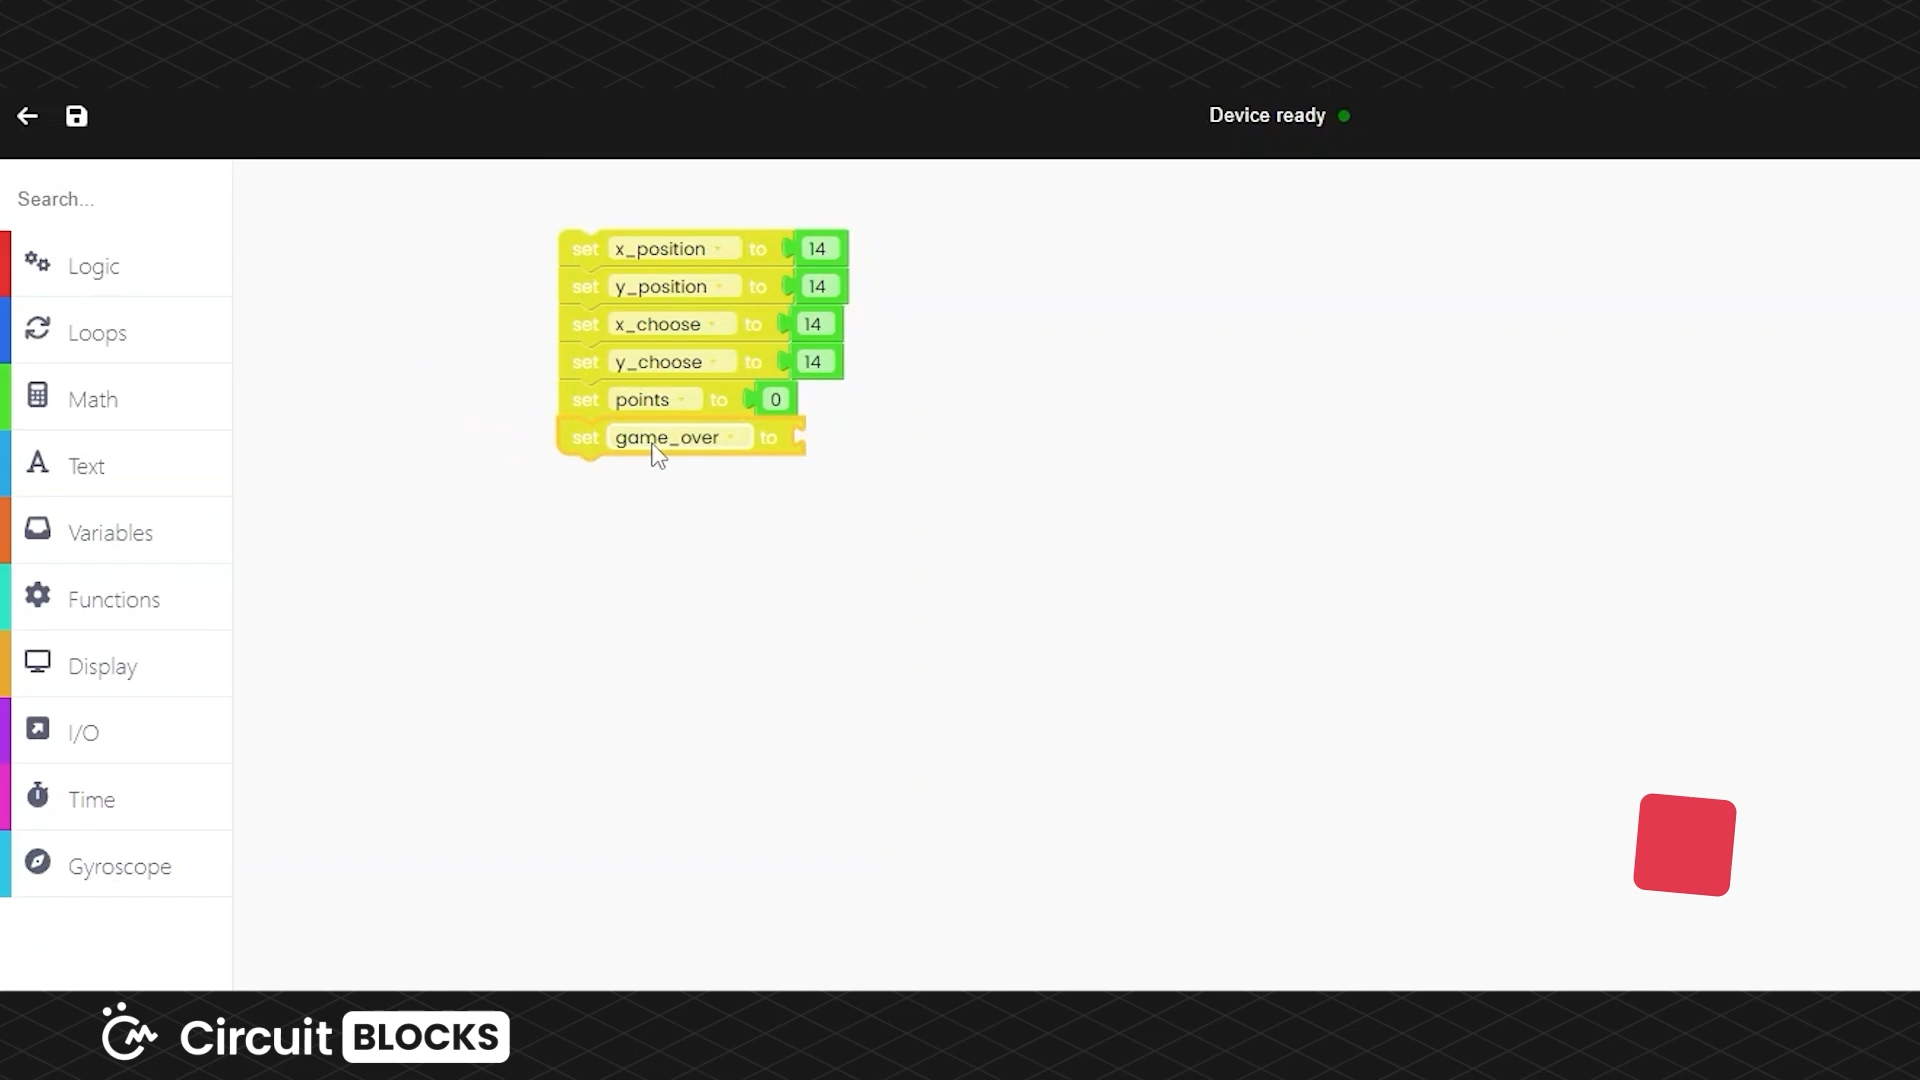 Device ready
Search...
Logic
Loops
Math
Text
Variables
Functions
Display
I/O
Time
Gyroscope
set x_position to 14
set y_position to 14
set x_choose to 14
set y_choose to 14
set points to 0
set game_over to
Circuit BLOCKS